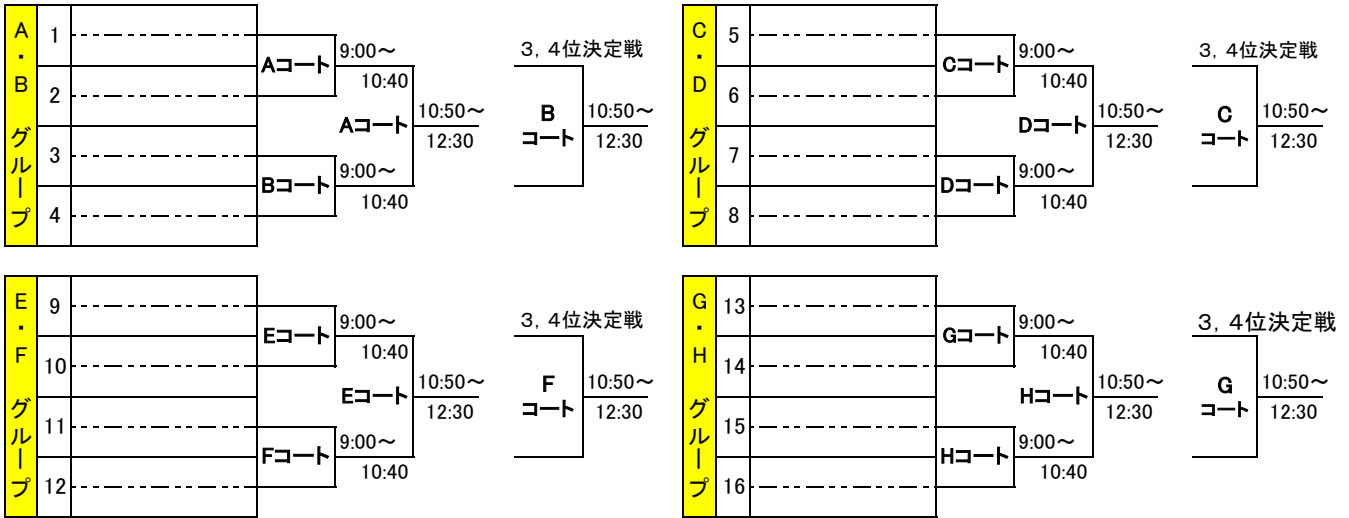 A・B グループ
1
2
3
4
Aコート
9:00～
10:40
Bコート
9:00～
10:40
Aコート
10:50～
12:30
3，4位決定戦
B
コート
10:50～
12:30
C・D グループ
5
6
7
8
Cコート
9:00～
10:40
Dコート
9:00～
10:40
Dコート
10:50～
12:30
3，4位決定戦
C
コート
10:50～
12:30
E・F グループ
9
10
11
12
Eコート
9:00～
10:40
Fコート
9:00～
10:40
Eコート
10:50～
12:30
3，4位決定戦
F
コート
10:50～
12:30
G・H グループ
13
14
15
16
Gコート
9:00～
10:40
Hコート
9:00～
10:40
Hコート
10:50～
12:30
3，4位決定戦
G
コート
10:50～
12:30